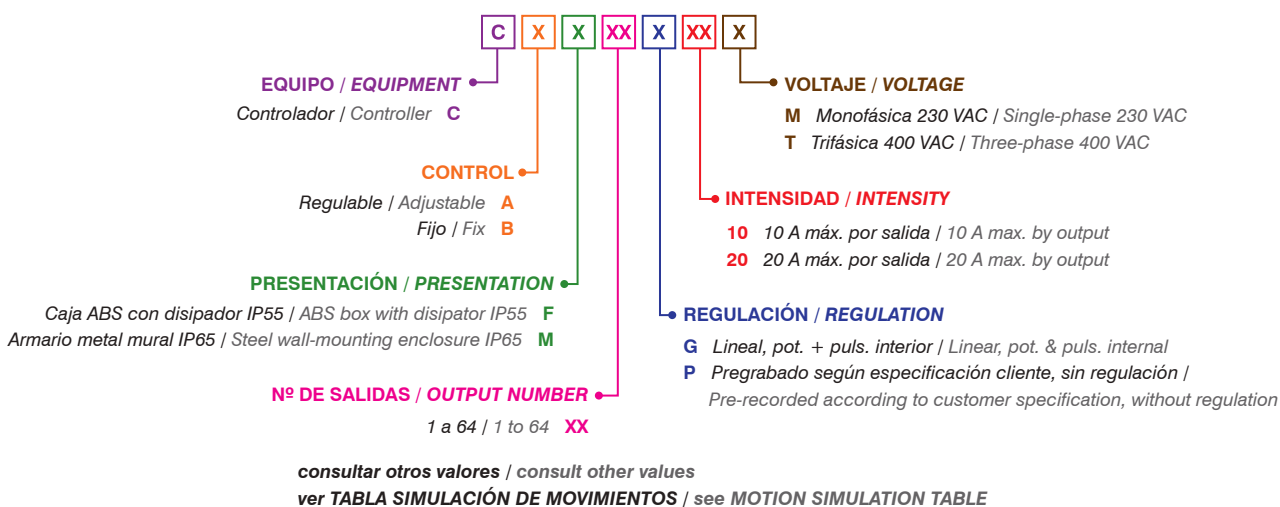 C X X XX X XX X
EQUIPO / EQUIPMENT
Controlador / Controller C
VOLTAJE / VOLTAGE
M Monofásica 230 VAC / Single-phase 230 VAC
T Trifásica 400 VAC / Three-phase 400 VAC
CONTROL
Regulable / Adjustable A
Fijo / Fix B
INTENSIDAD / INTENSITY
10 10 A máx. por salida / 10 A max. by output
20 20 A máx. por salida / 20 A max. by output
PRESENTACIÓN / PRESENTATION
Caja ABS con disipador IP55 / ABS box with disipator IP55 F
Armario metal mural IP65 / Steel wall-mounting enclosure IP65 M
REGULACIÓN / REGULATION
G Lineal, pot. + puls. interior / Linear, pot. & puls. internal
P Pregrabado según especificación cliente, sin regulación /
Pre-recorded according to customer specification, without regulation
Nº DE SALIDAS / OUTPUT NUMBER
1 a 64 / 1 to 64 XX
consultar otros valores / consult other values
ver TABLA SIMULACIÓN DE MOVIMIENTOS / see MOTION SIMULATION TABLE